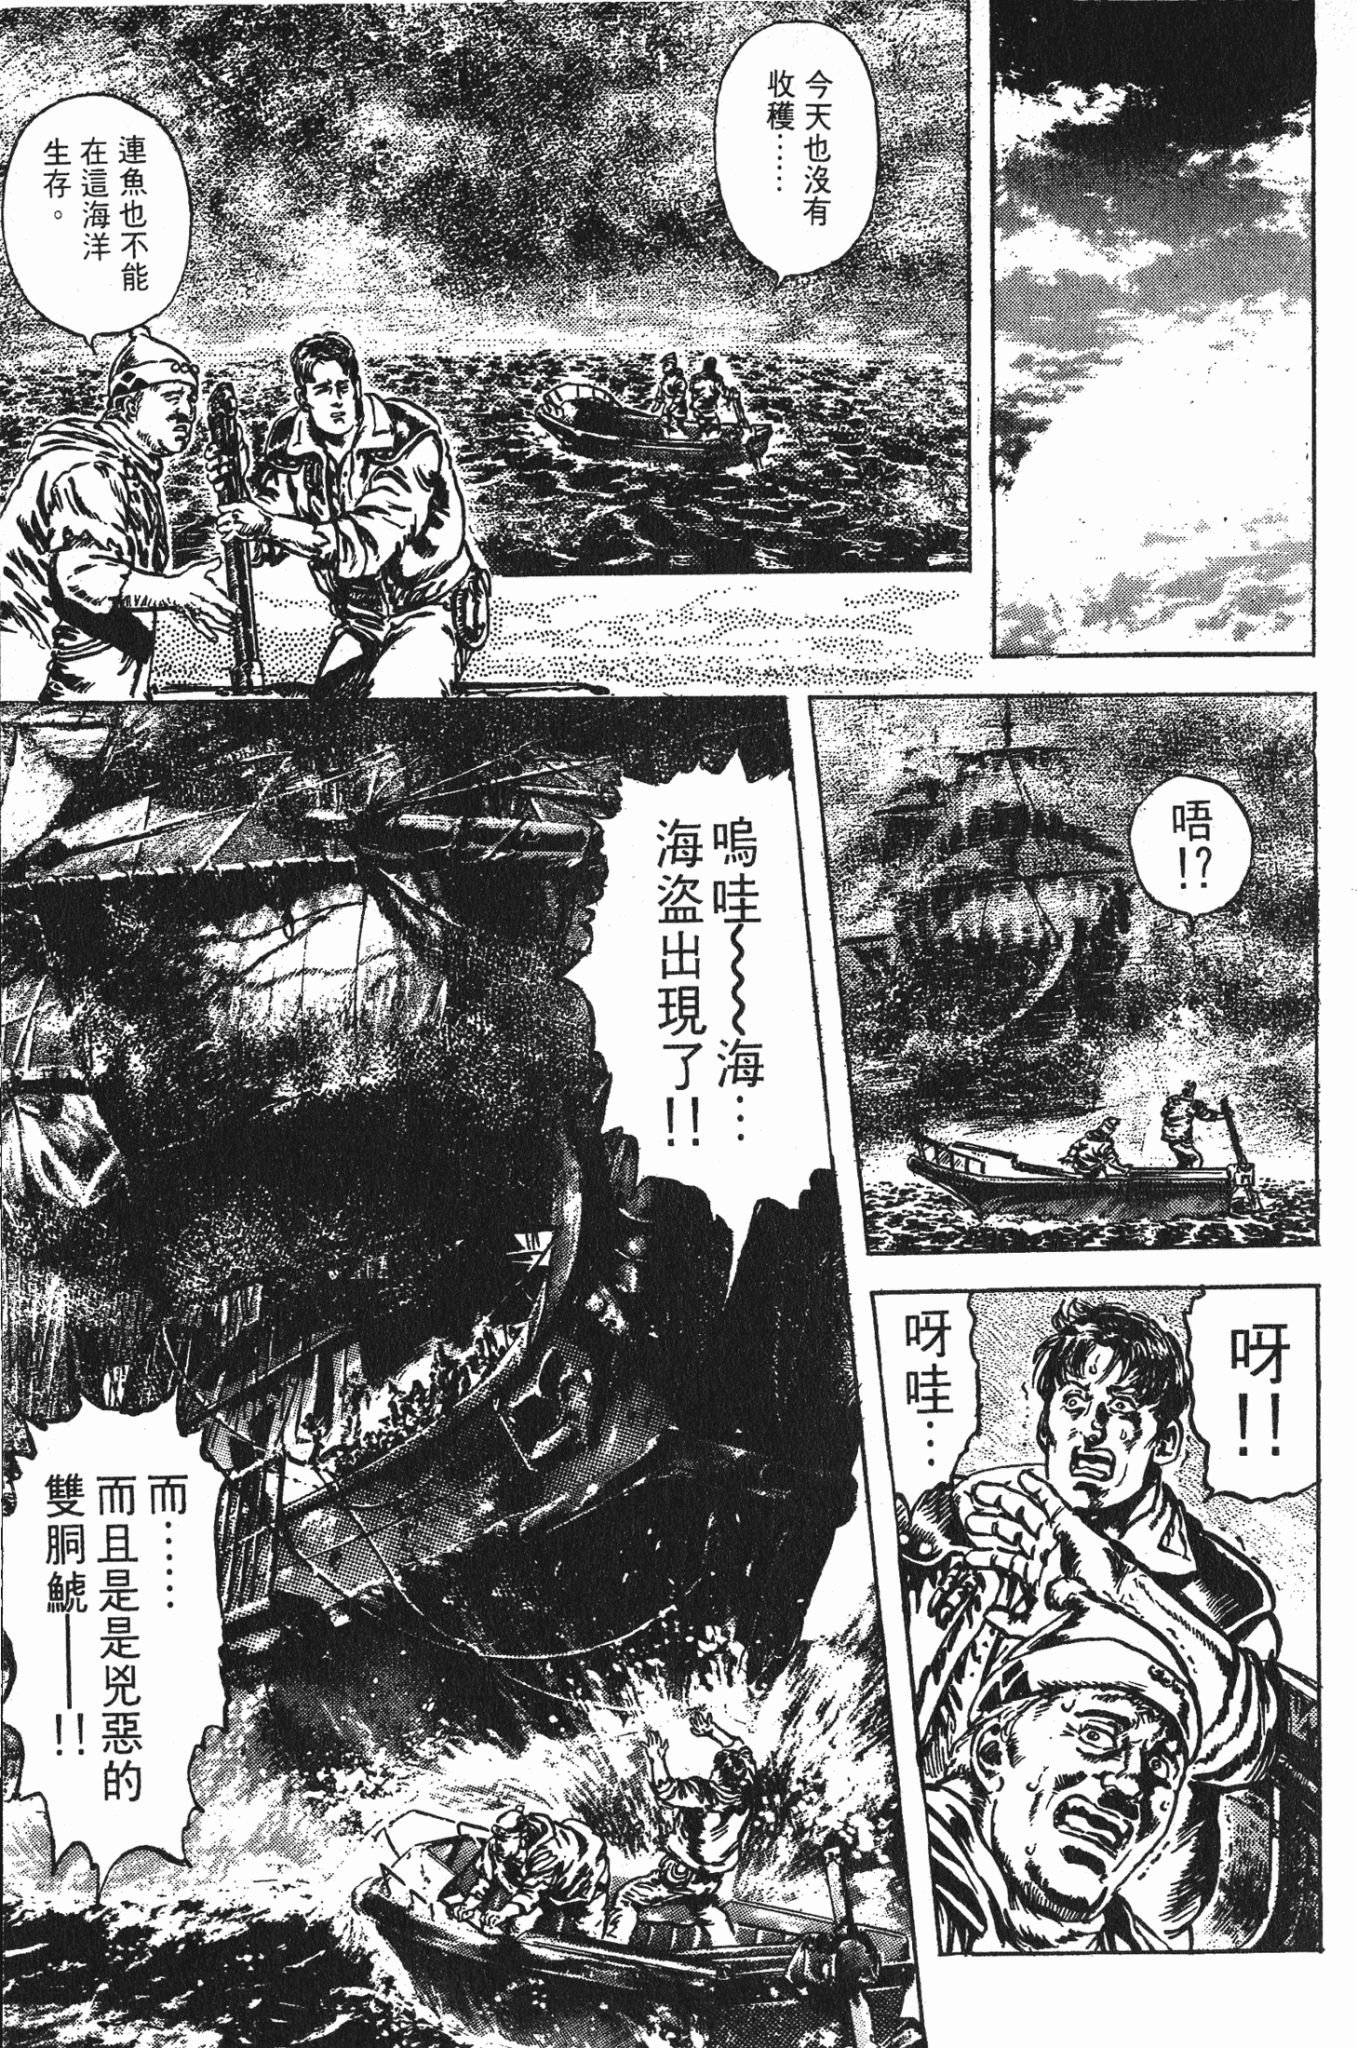 今天也沒有
收穫……
連魚也不能
在這海洋
生存。
唔!?
呀!!
呀哇…
嗚哇~~~海…
海盜出現了!!
而……
而且是是兇惡的
雙胴鯱——!!